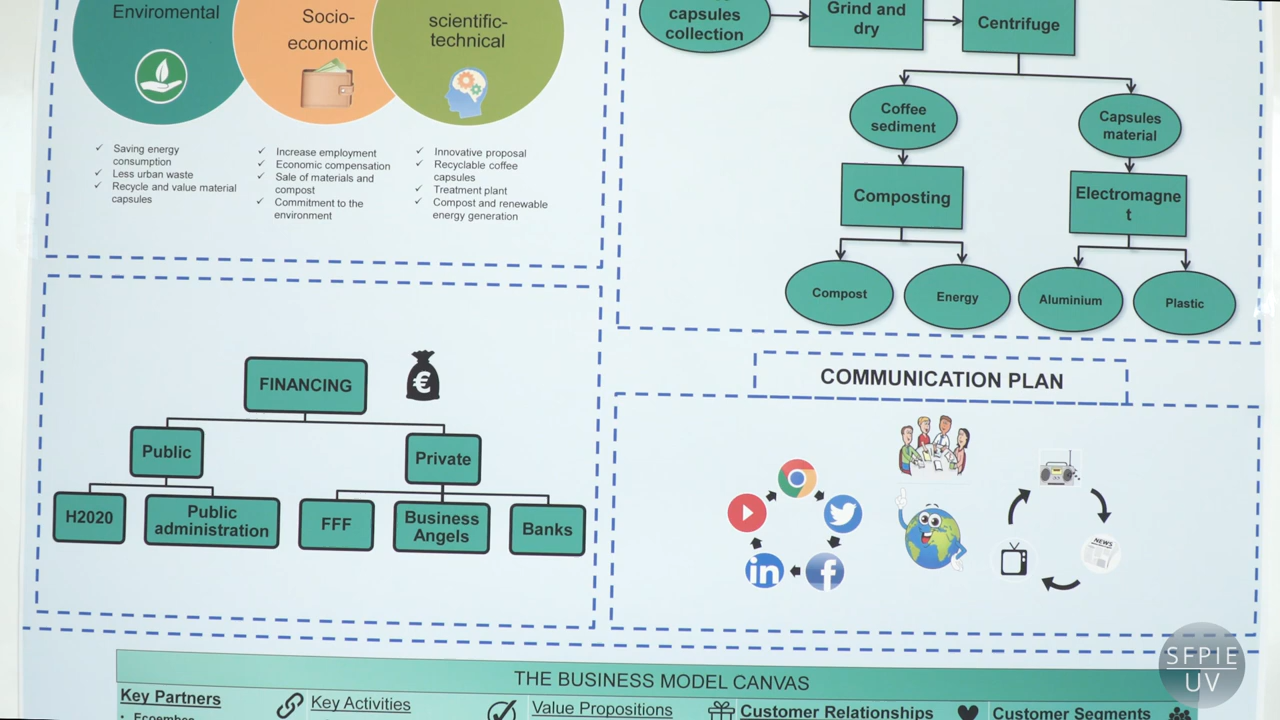 Enviromental
Socio-
economic
scientific-
technical
✓ Saving energy
consumption
✓ Less urban waste
✓ Recycle and value material
capsules
✓ Increase employment
✓ Economic compensation
✓ Sale of materials and
compost
✓ Commitment to the
environment
✓ Innovative proposal
✓ Recyclable coffee
capsules
✓ Treatment plant
✓ Compost and renewable
energy generation
capsules
collection
Grind and
dry
Centrifuge
Coffee
sediment
Capsules
material
Composting
Electromagne
t
Compost
Energy
Aluminium
Plastic
FINANCING
€
Public
Private
H2020
Public
administration
FFF
Business
Angels
Banks
COMMUNICATION PLAN
in
f
NEWS
THE BUSINESS MODEL CANVAS
Key Partners
• Ecoembes
Key Activities
Value Propositions
Customer Relationships
Customer Segments
SFPIE
UV